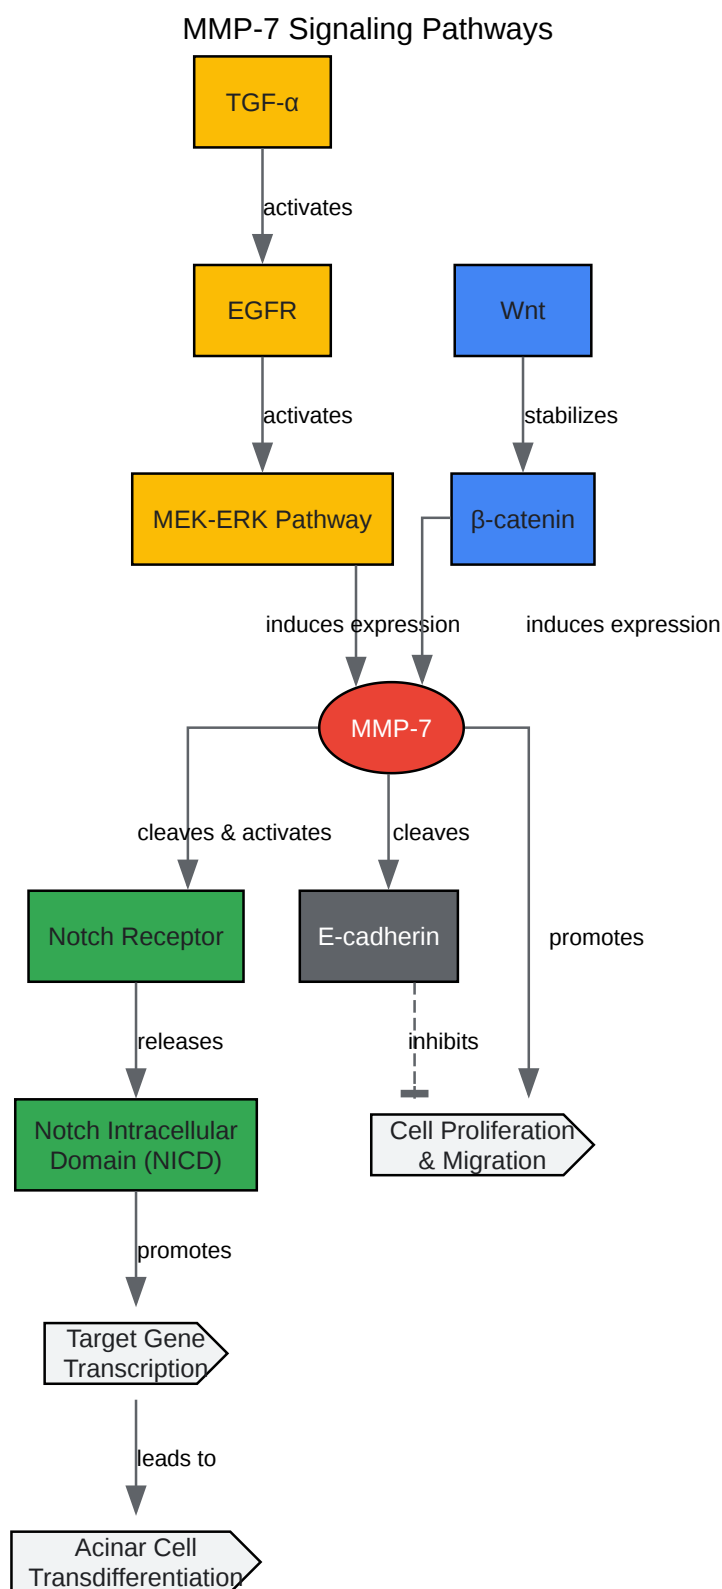 MMP-7 Signaling Pathways
TGF-α
activates
EGFR
Wnt
activates
stabilizes
MEK-ERK Pathway
β-catenin
induces expression
induces expression
MMP-7
cleaves & activates
cleaves
Notch Receptor
E-cadherin
promotes
releases
inhibits
Notch Intracellular
Domain (NICD)
Cell Proliferation
& Migration
promotes
Target Gene
Transcription
leads to
Acinar Cell
Transdifferentiation